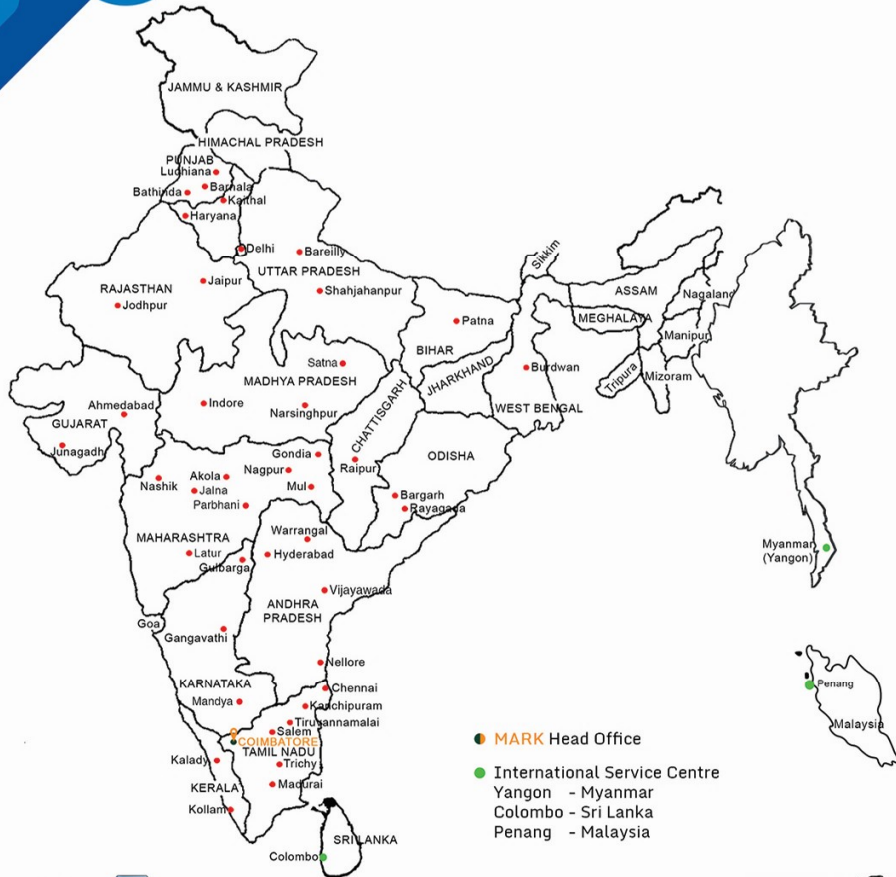 JAMMU & KASHMIR
HIMACHAL PRADESH
PUNJAB
Luchiana
Barnala
Bathinda
Kaithal
Haryana
Delhi
Bareilly
UTTAR PRADESH
Sikkim
Jaipur
RAJASTHAN
Shahjahanpur
Jodhpur
ASSAM
Nagaland
MEGHALAYA
Patna
Manipur
BIHAR
Satna
JHARKHAND
Burdwan
Tripura
Mizoram
MADHYA PRADESH
Ahmedabad
Indore
Narsinghpur
CHATTISGARH
WEST BENGAL
GUJARAT
Junagadh
Gondia
ODISHA
Nagpur
Raipur
Akola
Nashik
Jalna
Mul
Bargarh
Parbhani
Rayagada
MAHARASHTRA
Warrangal
Latur
Hyderabad
Gulbarga
Myanmar
(Yangon)
Vijayawada
ANDHRA
PRADESH
Goa
Gangavathi
Nellore
KARNATAKA
Chennai
Penang
Mandya
Kanchipuram
Tiruvannamalai
Malaysia
Salem
COIMBATORE
TAMIL NADU
Kalady
Trichy
KERALA
Madurai
Kollam
SRI LANKA
Colombo
MARK Head Office
International Service Centre
Yangon - Myanmar
Colombo - Sri Lanka
Penang - Malaysia